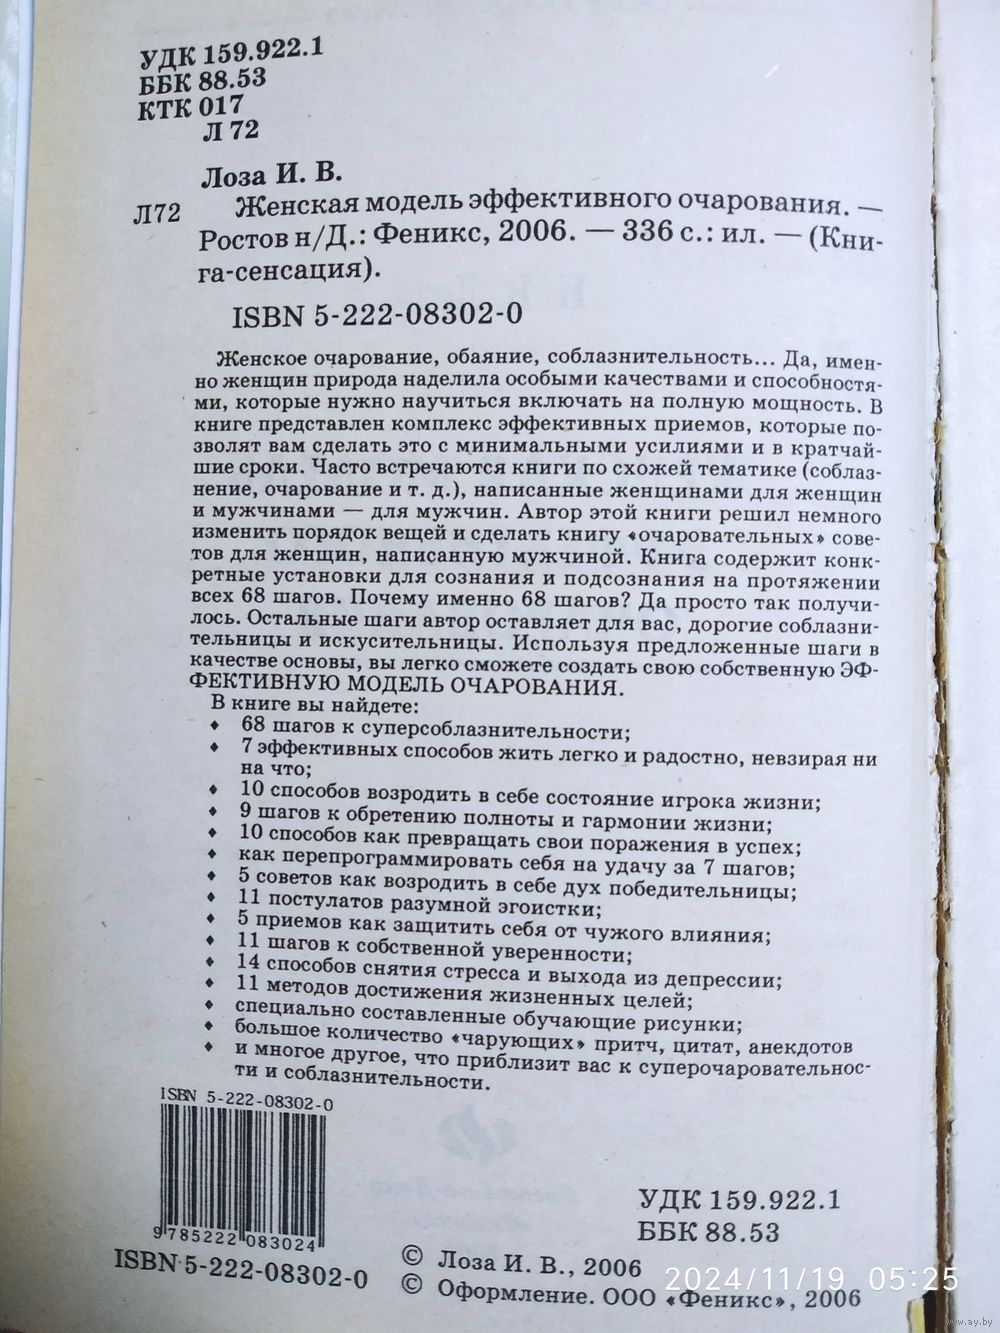 УДК 159.922.1
ББК 88.53
КТК 017
Л 72
Лоза И. В.
Л72 Женская модель эффективного очарования. —
Ростов н/Д.: Феникс, 2006. — 336 с.: ил. — (Кни-
га-сенсация).
ISBN 5-222-08302-0
Женское очарование, обаяние, соблазнительность... Да, имен-
но женщин природа наделила особыми качествами и способностя-
ми, которые нужно научиться включать на полную мощность. В
книге представлен комплекс эффективных приемов, которые по-
зволят вам сделать это с минимальными усилиями и в кратчай-
шие сроки. Часто встречаются книги по схожей тематике (соблаз-
нение, очарование и т. д.), написанные женщинами для женщин
и мужчинами — для мужчин. Автор этой книги решил немного
изменить порядок вещей и сделать книгу «очаровательных» сове-
тов для женщин, написанную мужчиной. Книга содержит конк-
ретные установки для сознания и подсознания на протяжении
всех 68 шагов. Почему именно 68 шагов? Да просто так получи-
лось. Остальные шаги автор оставляет для вас, дорогие соблазни-
тельницы и искусительницы. Используя предложенные шаги в
качестве основы, вы легко сможете создать свою собственную ЭФ-
ФЕКТИВНУЮ МОДЕЛЬ ОЧАРОВАНИЯ.
В книге вы найдете:
♦ 68 шагов к суперсоблазнительности;
♦ 7 эффективных способов жить легко и радостно, невзирая ни
на что;
♦ 10 способов возродить в себе состояние игрока жизни;
♦ 9 шагов к обретению полноты и гармонии жизни;
♦ 10 способов как превращать свои поражения в успех;
♦ как перепрограммировать себя на удачу за 7 шагов;
♦ 5 советов как возродить в себе дух победительницы;
♦ 11 постулатов разумной эгоистки;
♦ 5 приемов как защитить себя от чужого влияния;
♦ 11 шагов к собственной уверенности;
♦ 14 способов снятия стресса и выхода из депрессии;
♦ 11 методов достижения жизненных целей;
♦ специально составленные обучающие рисунки;
♦ большое количество «чарующих» притч, цитат, анекдотов
♦ и многое другое, что приблизит вас к суперочаровательнос-
ти и соблазнительности.
ISBN 5-222-08302-0
9 785222 083024
ISBN 5-222-08302-0
УДК 159.922.1
ББК 88.53
© Лоза И. В., 2006
© Оформление. ООО «Феникс», 2006
2024/11/19 05:25
www.ay.by